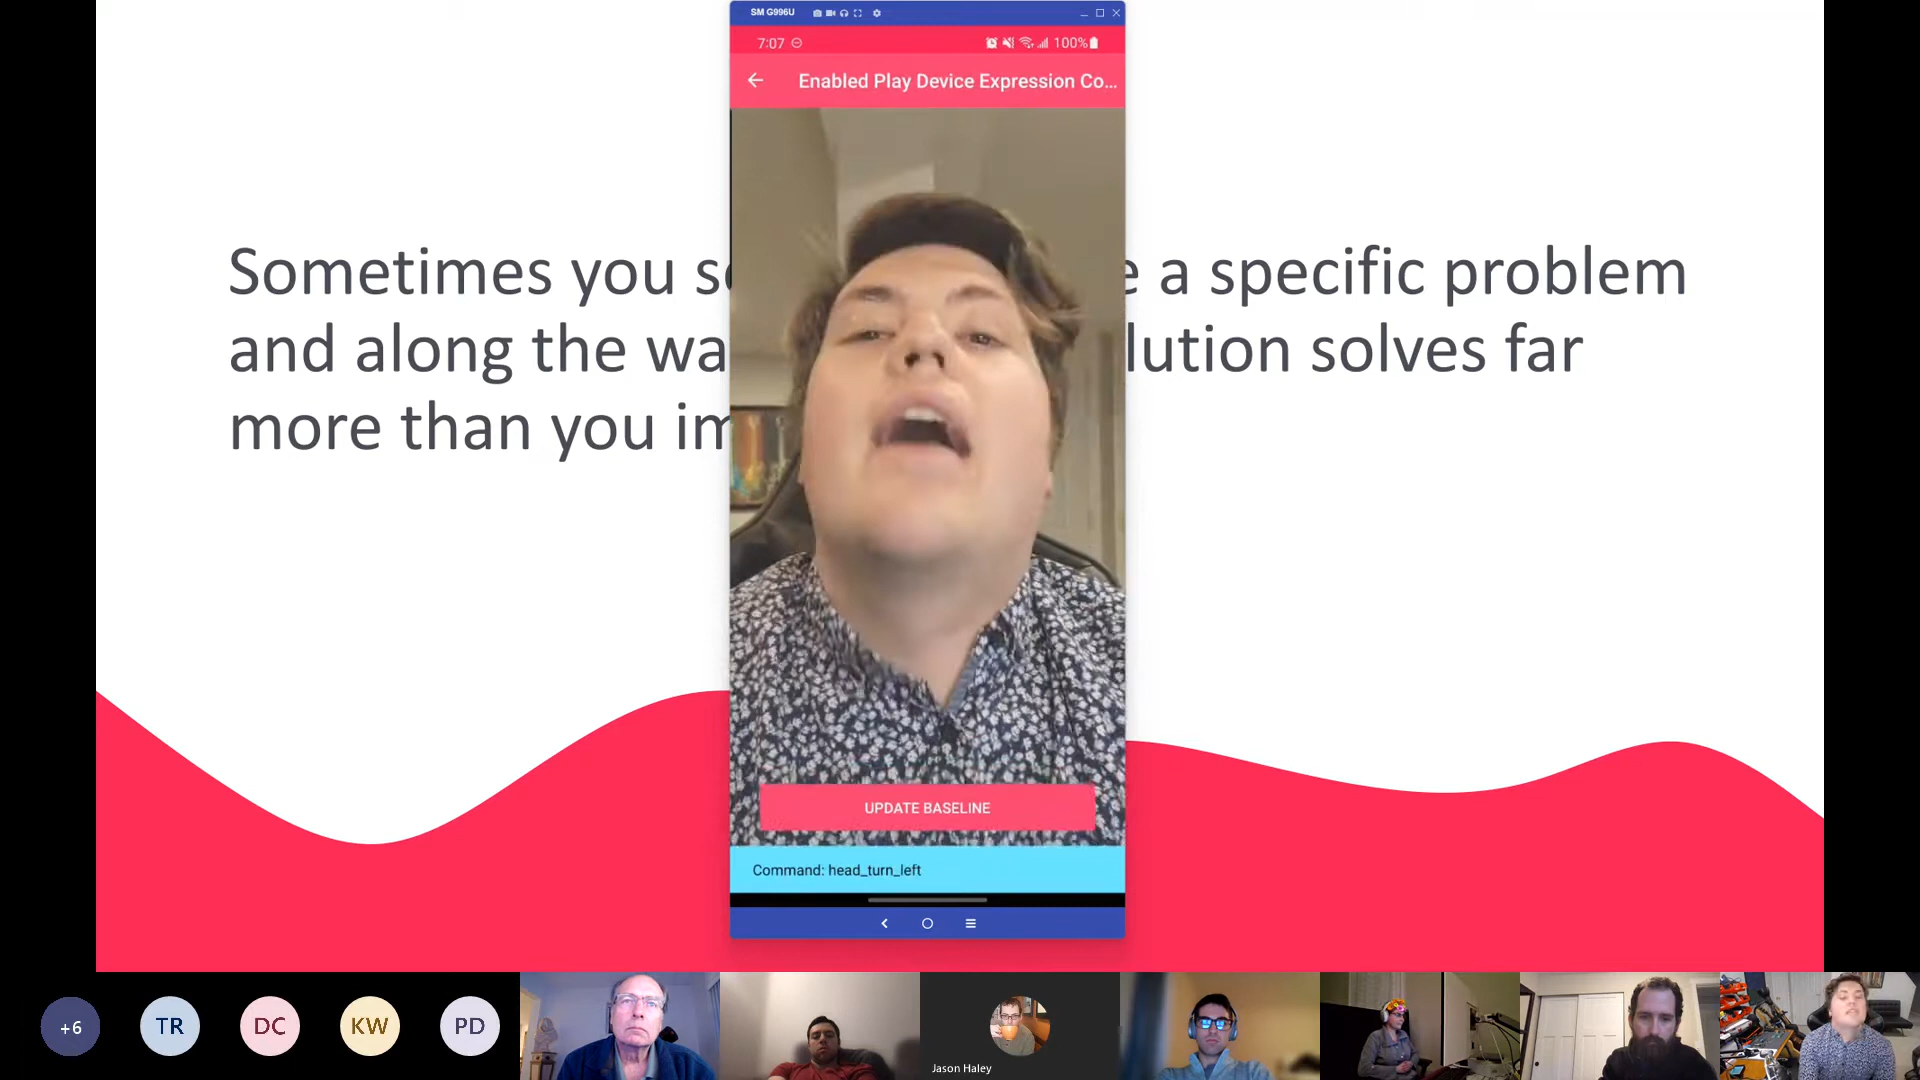 SM G996U
7:07
100%
Enabled Play Device Expression Co...
Sometimes you s e a specific problem
and along the wa lution solves far
more than you im
UPDATE BASELINE
Command: head_turn_left
+6
TR
DC
KW
PD
Jason Haley